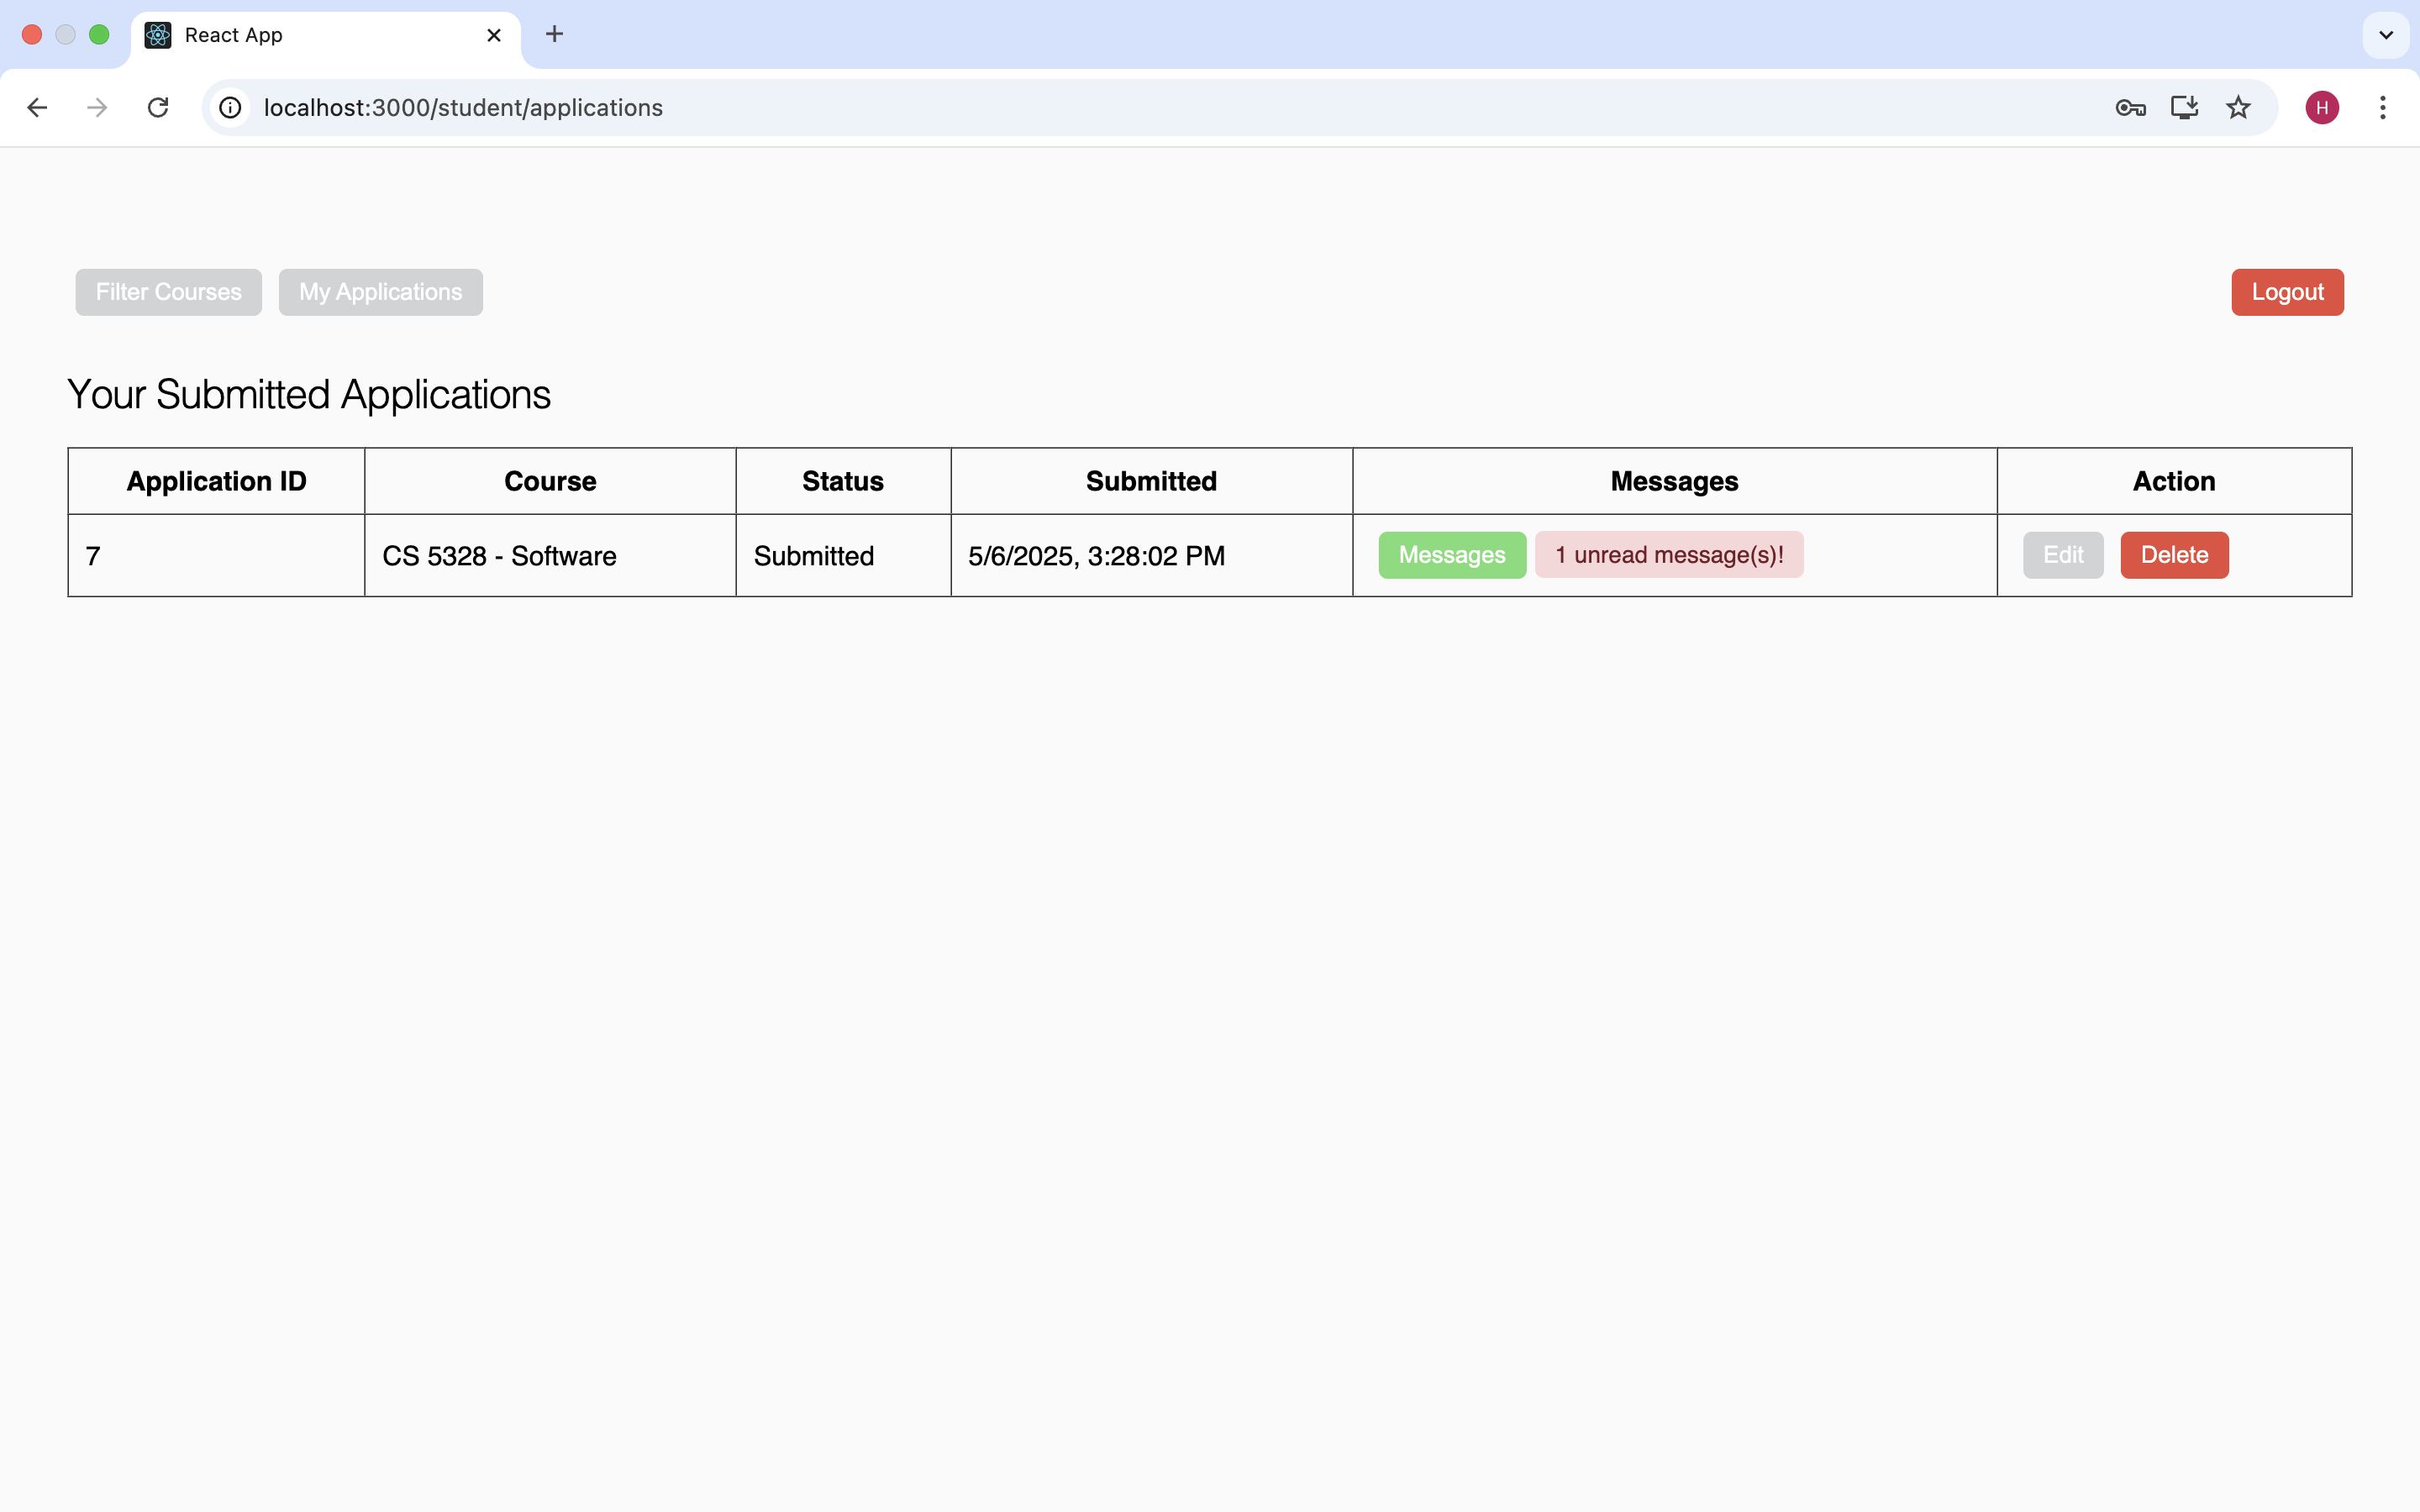 React App
localhost:3000/student/applications
H
Filter Courses My Applications Logout
Your Submitted Applications
Application ID Course Status Submitted Messages Action
7 CS 5328 - Software Submitted 5/6/2025, 3:28:02 PM Messages 1 unread message(s)! Edit Delete